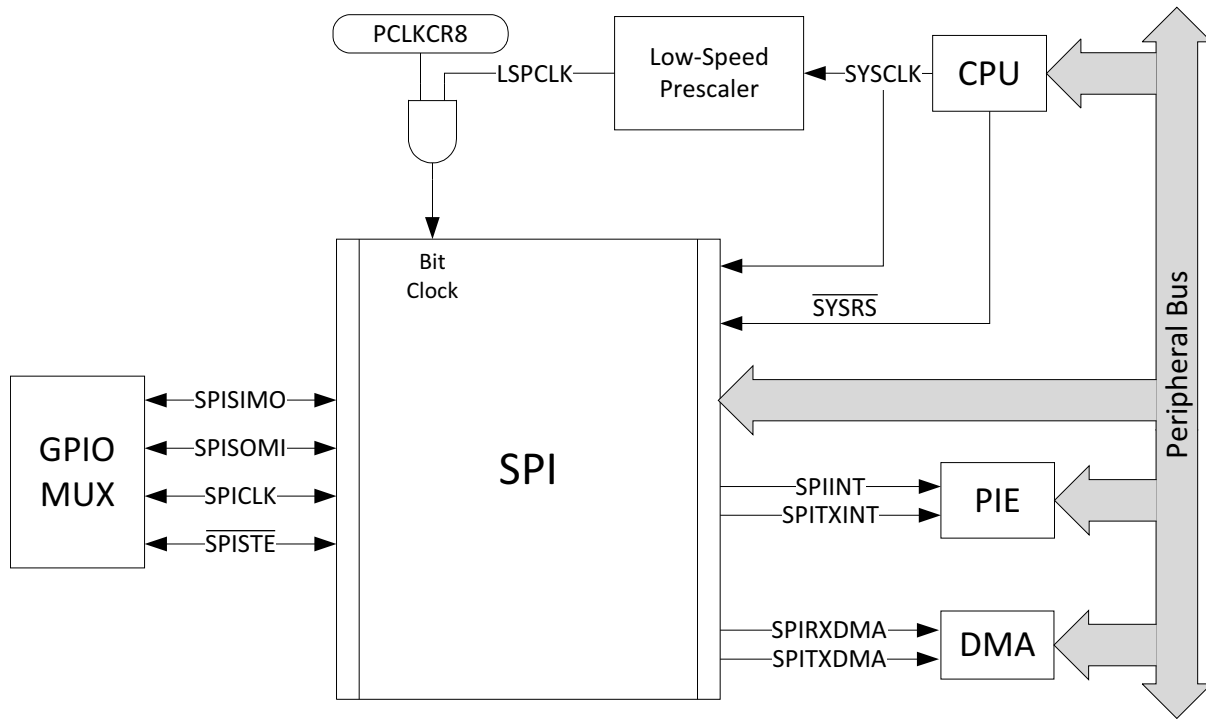 PCLKCR8
LSPCLK
Low-Speed
Prescaler
SYSCLK
CPU
Bit
Clock
SYSRS
Peripheral Bus
GPIO
MUX
SPISIMO
SPISOMI
SPICLK
SPISTE
SPI
SPIINT
SPITXINT
PIE
SPIRXDMA
SPITXDMA
DMA